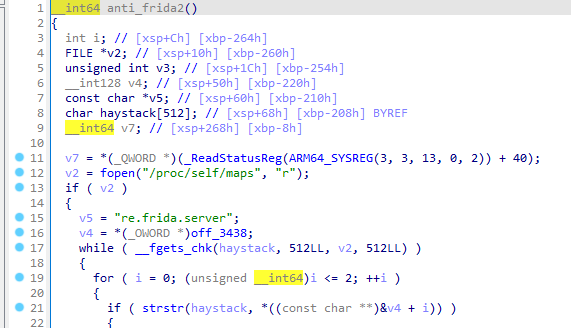 1 __int64 anti_frida2()
2 {
3 int i; // [xsp+Ch] [xbp-264h]
4 FILE *v2; // [xsp+10h] [xbp-260h]
5 unsigned int v3; // [xsp+1Ch] [xbp-254h]
6 __int128 v4; // [xsp+50h] [xbp-220h]
7 const char *v5; // [xsp+60h] [xbp-210h]
8 char haystack[512]; // [xsp+68h] [xbp-208h] BYREF
9 __int64 v7; // [xsp+268h] [xbp-8h]
10
11 v7 = *(_QWORD *)(_ReadStatusReg(ARM64_SYSREG(3, 3, 13, 0, 2)) + 40);
12 v2 = fopen("/proc/self/maps", "r");
13 if ( v2 )
14 {
15 v5 = "re.frida.server";
16 v4 = *(_OWORD *)off_3438;
17 while ( __fgets_chk(haystack, 512LL, v2, 512LL) )
18 {
19 for ( i = 0; (unsigned __int64)i <= 2; ++i )
20 {
21 if ( strstr(haystack, *((const char **)&v4 + i)) )
22 {